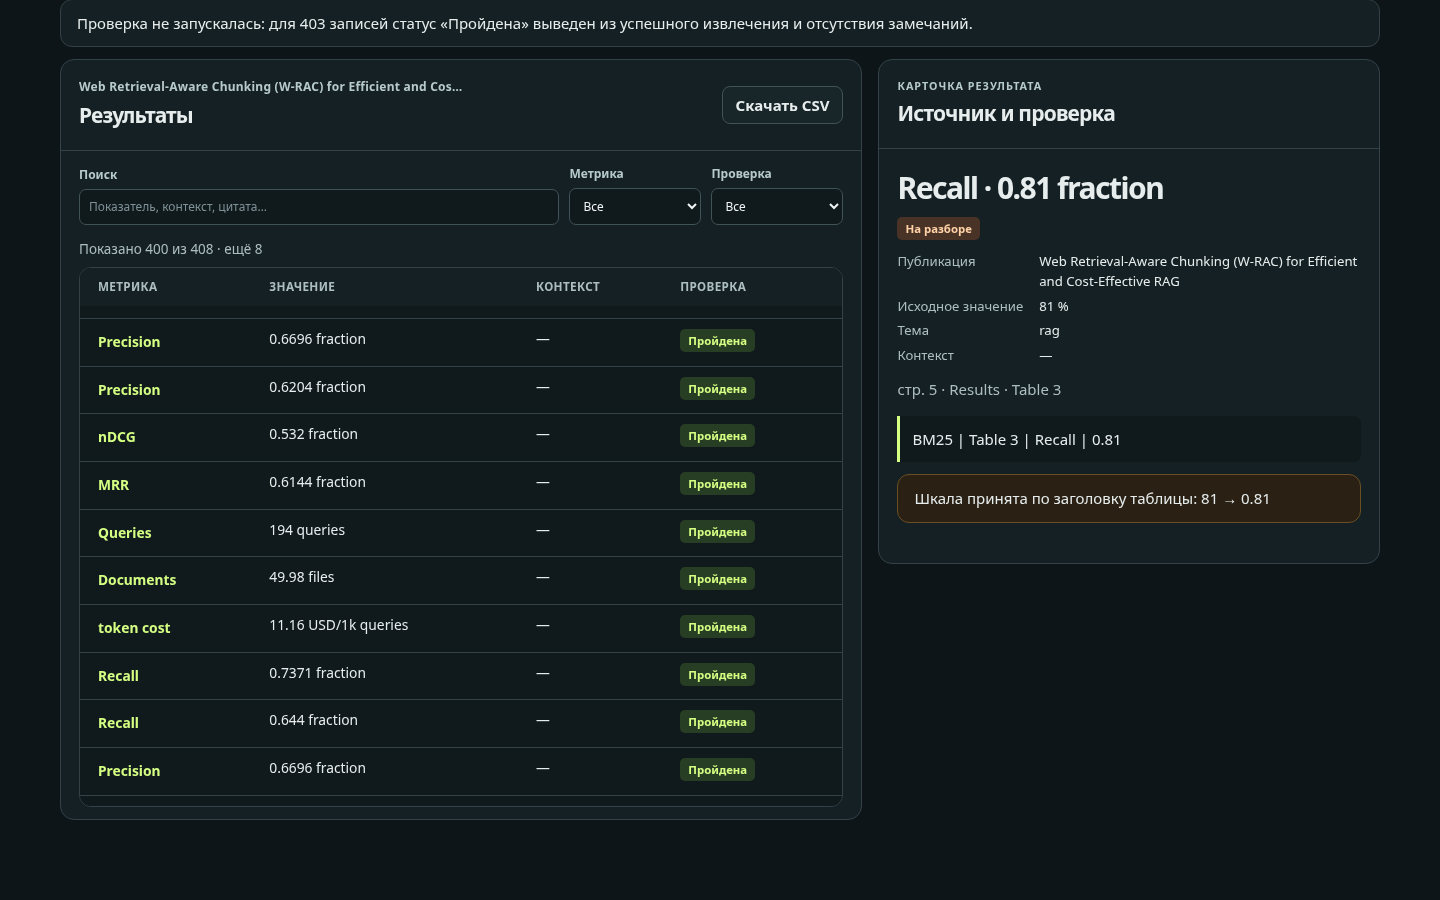 Проверка не запускалась: для 403 записей статус «Пройдена» выведен из успешного извлечения и отсутствия замечаний.
Web Retrieval-Aware Chunking (W-RAC) for Efficient and Cos...
Результаты
Скачать CSV
Поиск
Метрика
Проверка
Показатель, контекст, цитата...
Все
Все
Показано 400 из 408 · ещё 8
МЕТРИКА ЗНАЧЕНИЕ КОНТЕКСТ ПРОВЕРКА
Precision 0.6696 fraction — Пройдена
Precision 0.6204 fraction — Пройдена
nDCG 0.532 fraction — Пройдена
MRR 0.6144 fraction — Пройдена
Queries 194 queries — Пройдена
Documents 49.98 files — Пройдена
token cost 11.16 USD/1k queries — Пройдена
Recall 0.7371 fraction — Пройдена
Recall 0.644 fraction — Пройдена
Precision 0.6696 fraction — Пройдена
КАРТОЧКА РЕЗУЛЬТАТА
Источник и проверка
Recall · 0.81 fraction
На разборе
Публикация Web Retrieval-Aware Chunking (W-RAC) for Efficient
and Cost-Effective RAG
Исходное значение 81 %
Тема rag
Контекст —
стр. 5 · Results · Table 3
BM25 | Table 3 | Recall | 0.81
Шкала принята по заголовку таблицы: 81 → 0.81